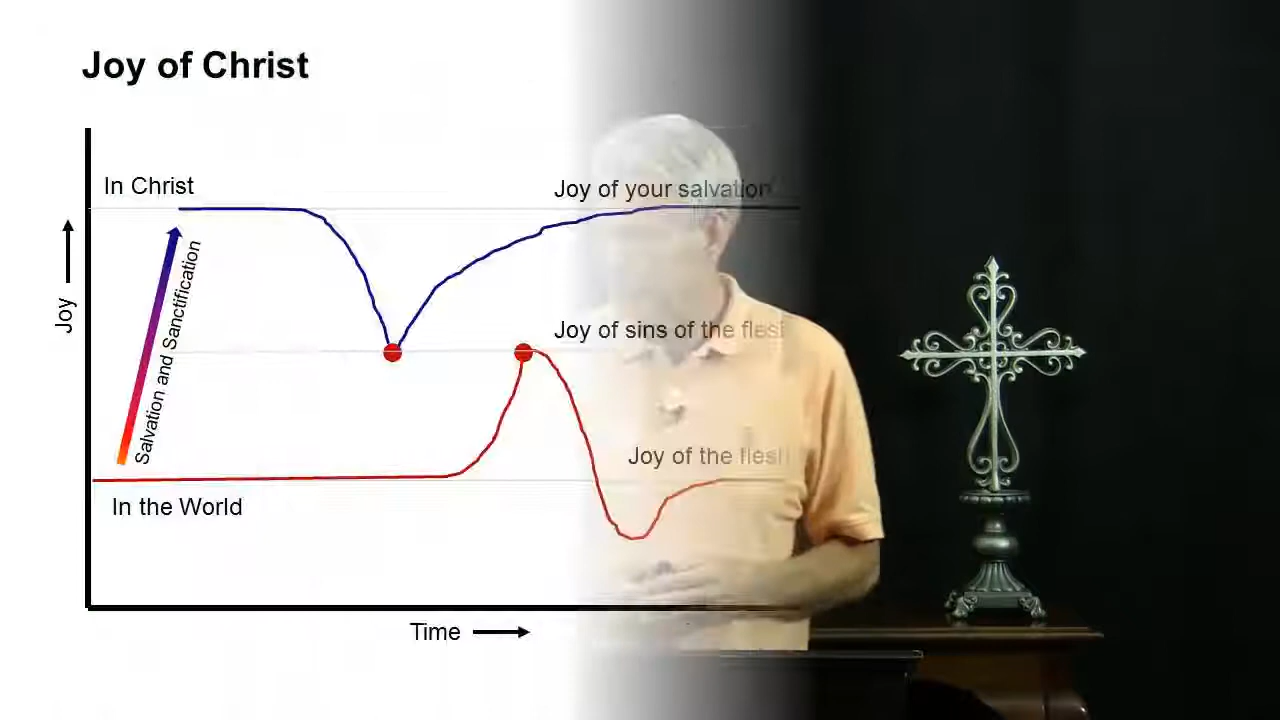 Joy of Christ
In Christ
Joy of your salvation
Salvation and Sanctification
Joy
Joy of sins of the flesh
Joy of the flesh
In the World
Time